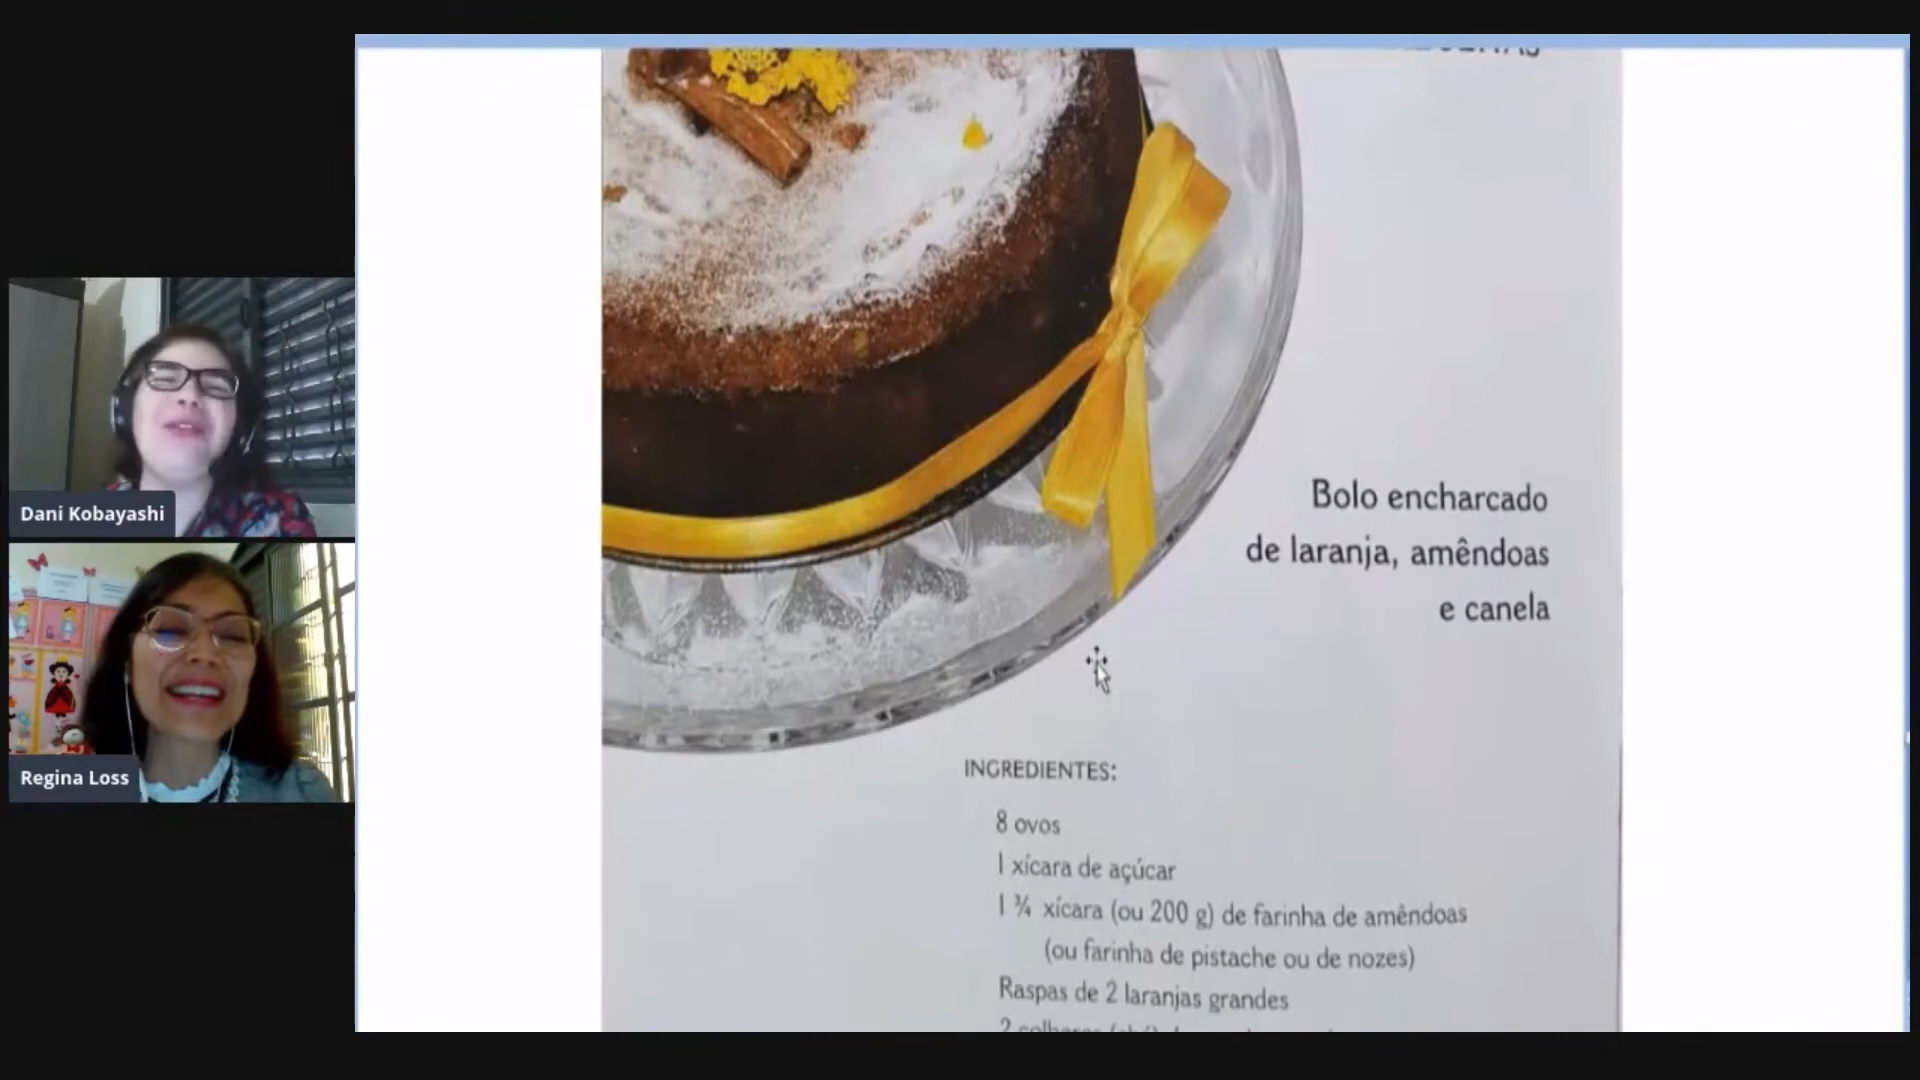 Dani Kobayashi
Regina Loss
Bolo encharcado
de laranja, amêndoas
e canela
INGREDIENTES:
8 ovos
1 xícara de açúcar
1 ¾ xícara (ou 200 g) de farinha de amêndoas
(ou farinha de pistache ou de nozes)
Raspas de 2 laranjas grandes